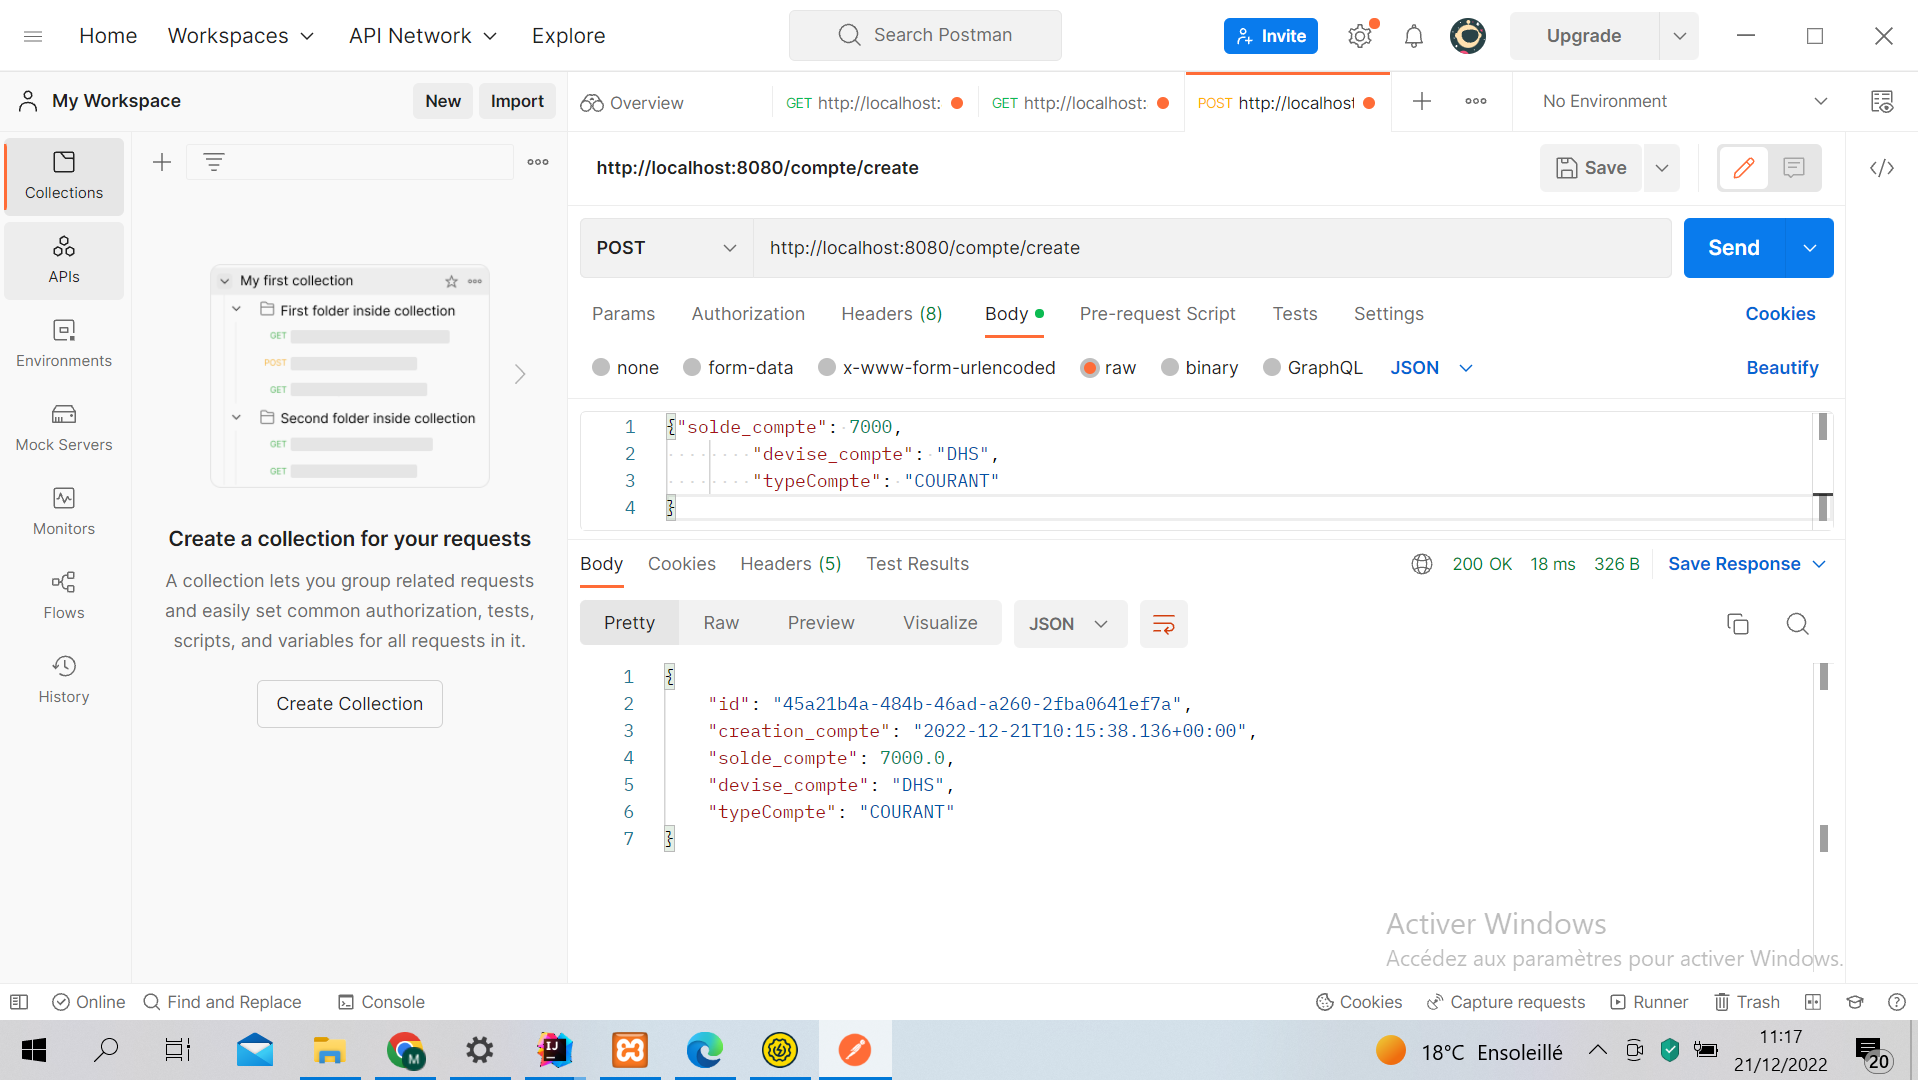 Home
Workspaces
API Network
Explore
Search Postman
Invite
Upgrade
My Workspace
New
Import
Overview
GET http://localhost:
GET http://localhost:
POST http://localhost
No Environment
Collections
APIs
Environments
Mock Servers
Monitors
Flows
History
My first collection
First folder inside collection
GET
POST
GET
Second folder inside collection
GET
GET
Create a collection for your requests
A collection lets you group related requests
and easily set common authorization, tests,
scripts, and variables for all requests in it.
Create Collection
http://localhost:8080/compte/create
Save
POST
http://localhost:8080/compte/create
Send
Params
Authorization
Headers (8)
Body
Pre-request Script
Tests
Settings
Cookies
none
form-data
x-www-form-urlencoded
raw
binary
GraphQL
JSON
Beautify
1 {"solde_compte": 7000,
2 "devise_compte": "DHS",
3 "typeCompte": "COURANT"
4 }
Body
Cookies
Headers (5)
Test Results
200 OK
18 ms
326 B
Save Response
Pretty
Raw
Preview
Visualize
JSON
1 {
2 "id": "45a21b4a-484b-46ad-a260-2fba0641ef7a",
3 "creation_compte": "2022-12-21T10:15:38.136+00:00",
4 "solde_compte": 7000.0,
5 "devise_compte": "DHS",
6 "typeCompte": "COURANT"
7 }
Activer Windows
Accédez aux paramètres pour activer Windows.
Online
Find and Replace
Console
Cookies
Capture requests
Runner
Trash
M
IJ
18°C Ensoleillé
11:17
21/12/2022
20